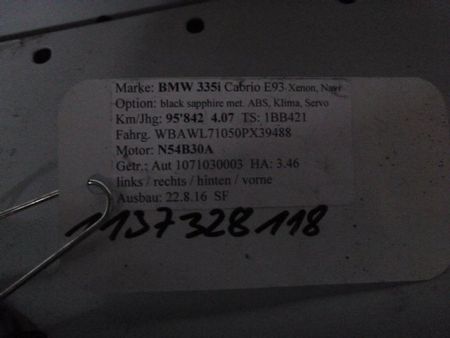 Marke: BMW 335i Cabrio E93 Xenon, Navi
Option: black sapphire met. ABS, Klima, Servo
Km/Jhg: 95'842 4.07 TS: 1BB421
Fahrg. WBAWL71050PX39488
Motor: N54B30A
Getr.: Aut 1071030003 HA: 3.46
links / rechts / hinten / vorne
Ausbau: 22.8.16 SF
1137328118